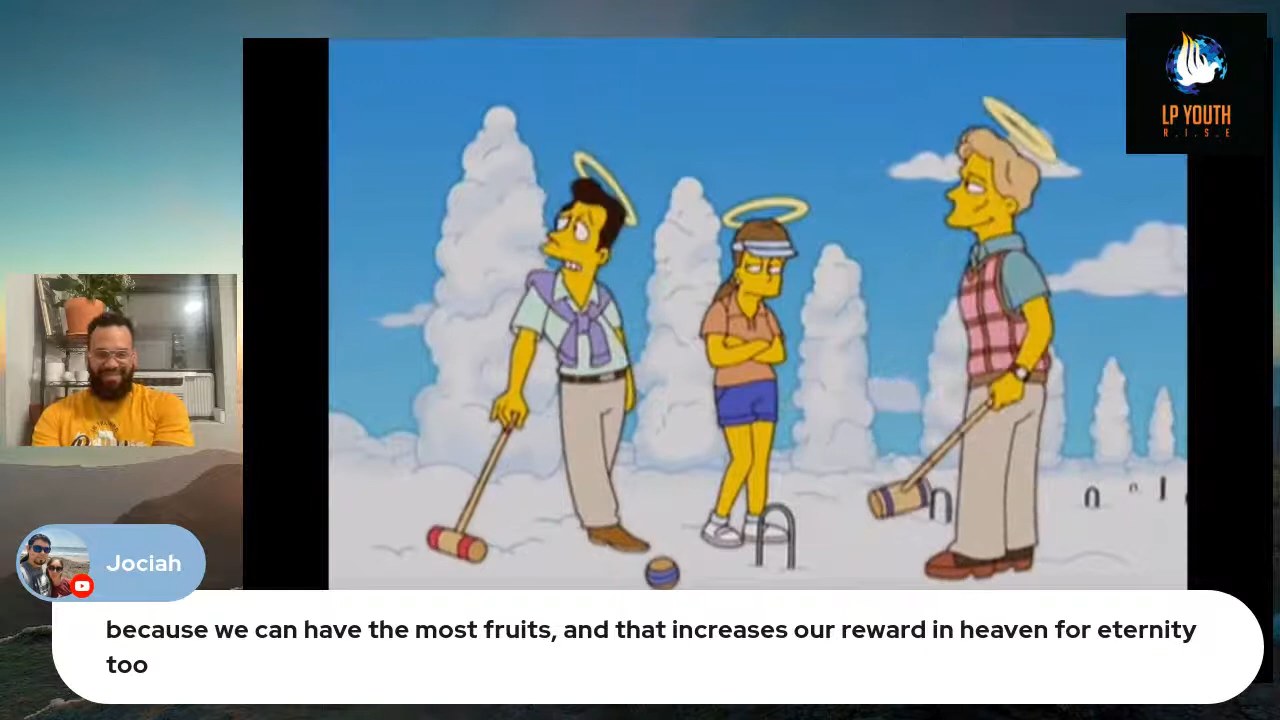 LP YOUTH
R.I.S.E
Jociah
because we can have the most fruits, and that increases our reward in heaven for eternity
too